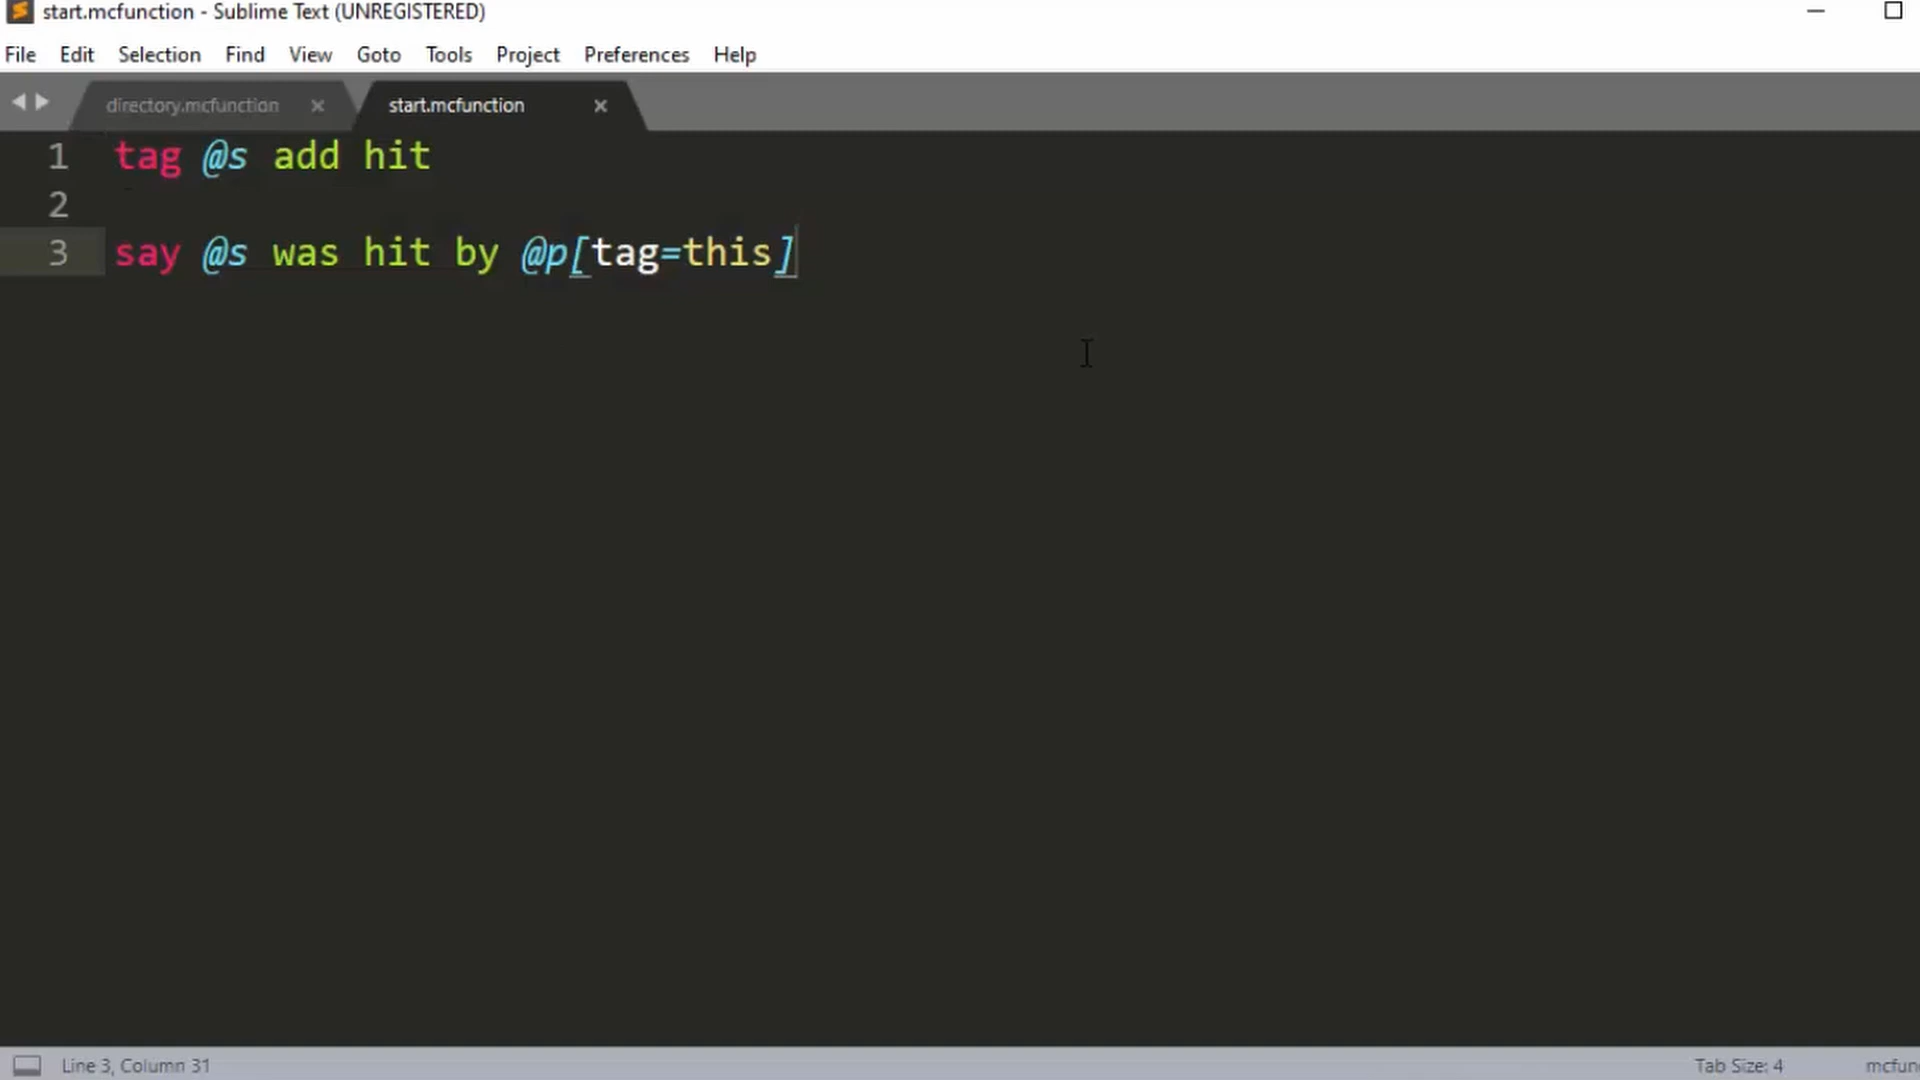 start.mcfunction - Sublime Text (UNREGISTERED)
File Edit Selection Find View Goto Tools Project Preferences Help
directory.mcfunction × start.mcfunction ×
1 tag @s add hit
2
3 say @s was hit by @p[tag=this]
Line 3, Column 31 Tab Size: 4 mcfun